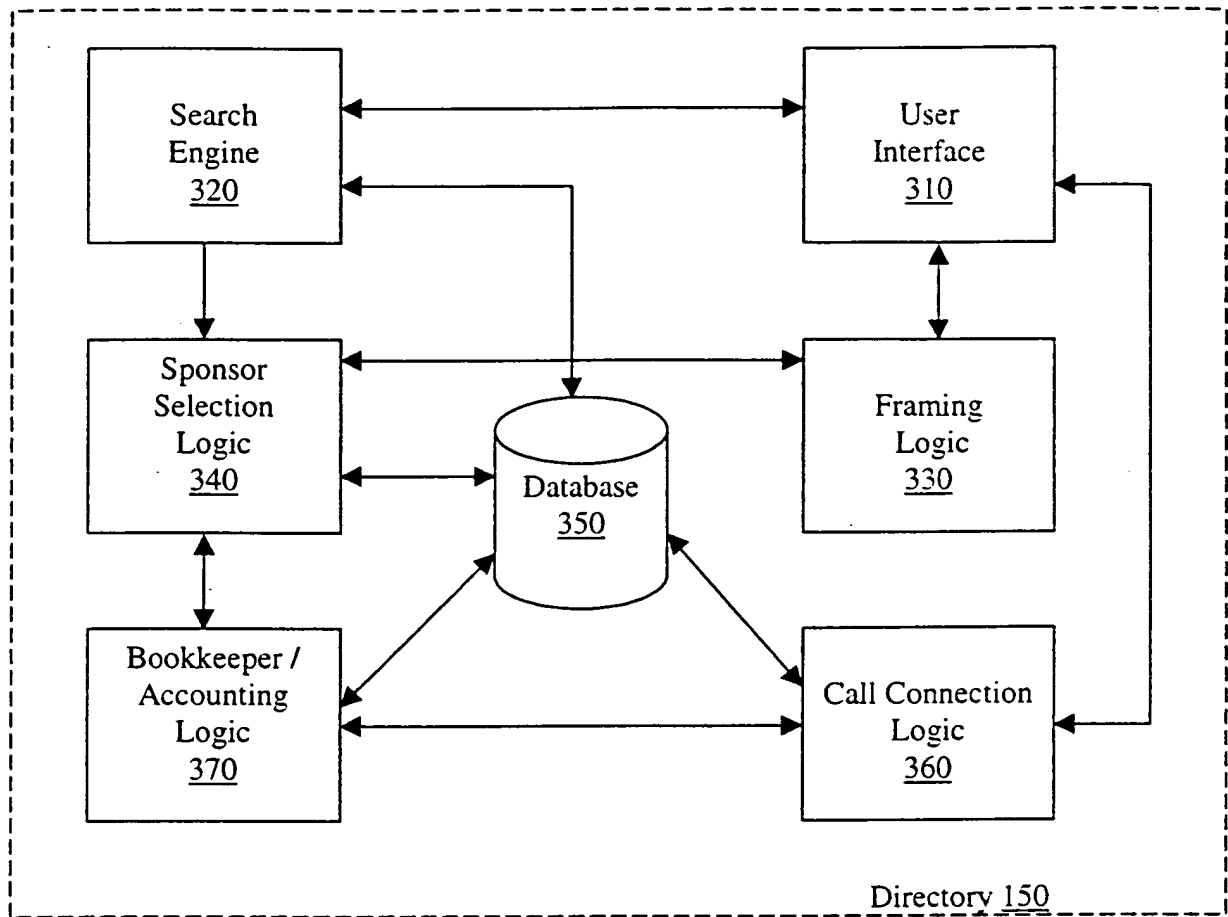 Search
Engine
320
User
Interface
310
Sponsor
Selection
Logic
340
Framing
Logic
330
Database
350
Bookkeeper /
Accounting
Logic
370
Call Connection
Logic
360
Directory 150